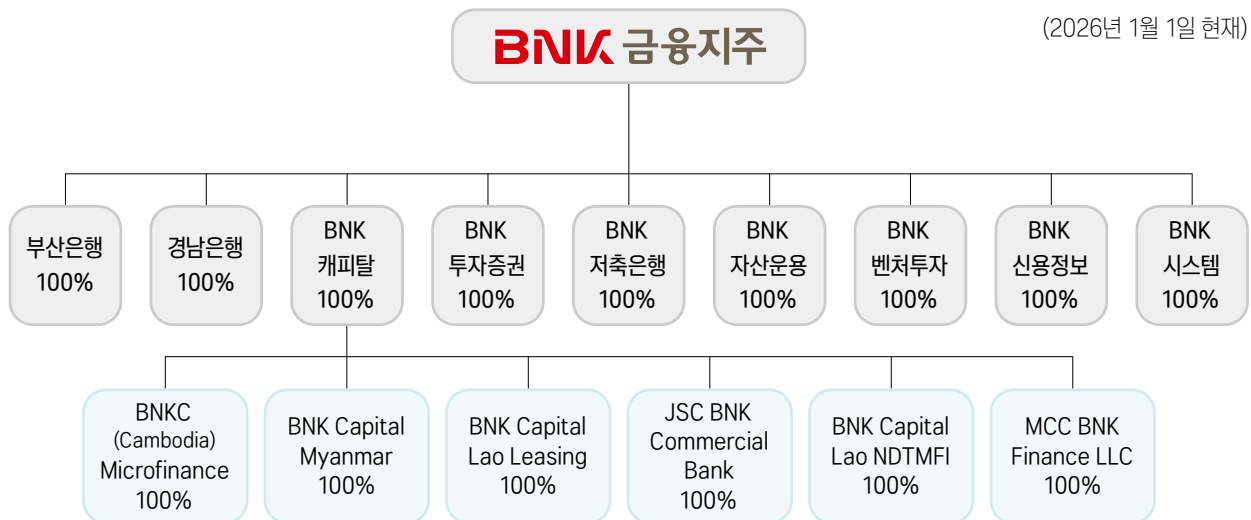 BNK 금융지주
(2026년 1월 1일 현재)
부산은행
100%
경남은행
100%
BNK
캐피탈
100%
BNK
투자증권
100%
BNK
저축은행
100%
BNK
자산운용
100%
BNK
벤처투자
100%
BNK
신용정보
100%
BNK
시스템
100%
BNKC
(Cambodia)
Microfinance
100%
BNK Capital
Myanmar
100%
BNK Capital
Lao Leasing
100%
JSC BNK
Commercial
Bank
100%
BNK Capital
Lao NDTMFI
100%
MCC BNK
Finance LLC
100%